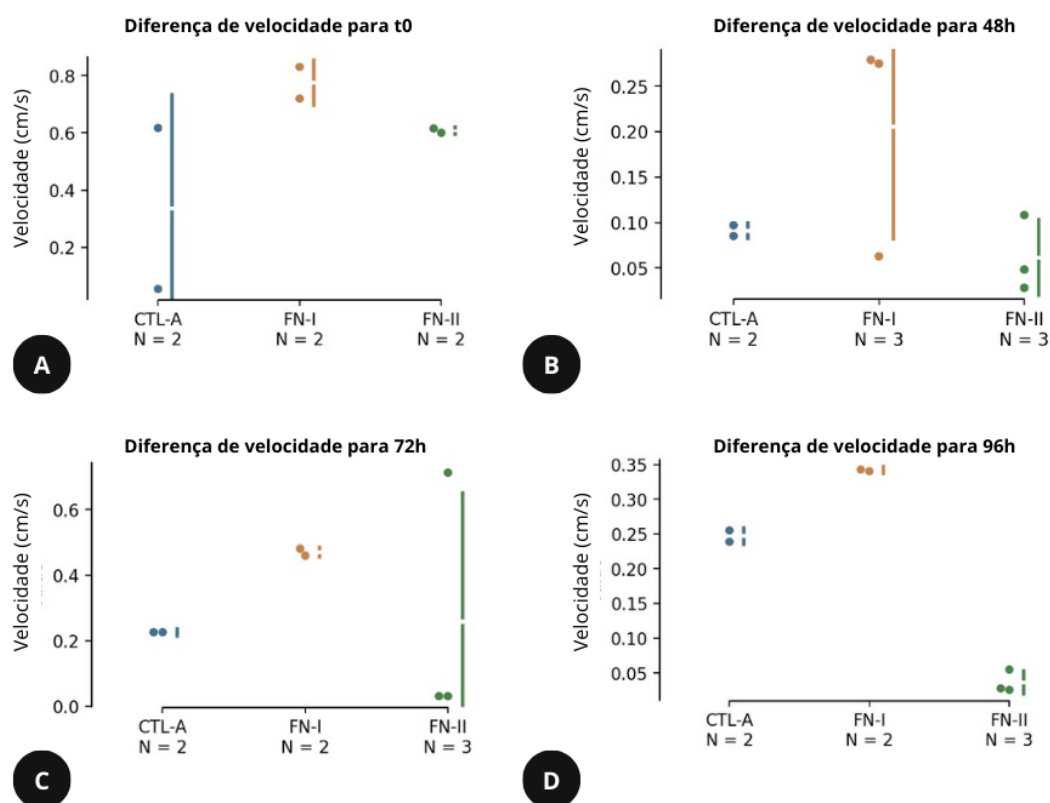 Diferença de velocidade para t0
Velocidade (cm/s)
0.8
0.6
0.4
0.2
CTL-A
N = 2
FN-I
N = 2
FN-II
N = 2
A
Diferença de velocidade para 48h
Velocidade (cm/s)
0.25
0.20
0.15
0.10
0.05
CTL-A
N = 2
FN-I
N = 3
FN-II
N = 3
B
Diferença de velocidade para 72h
Velocidade (cm/s)
0.6
0.4
0.2
0.0
CTL-A
N = 2
FN-I
N = 2
FN-II
N = 3
C
Diferença de velocidade para 96h
Velocidade (cm/s)
0.35
0.30
0.25
0.20
0.15
0.10
0.05
CTL-A
N = 2
FN-I
N = 2
FN-II
N = 3
D